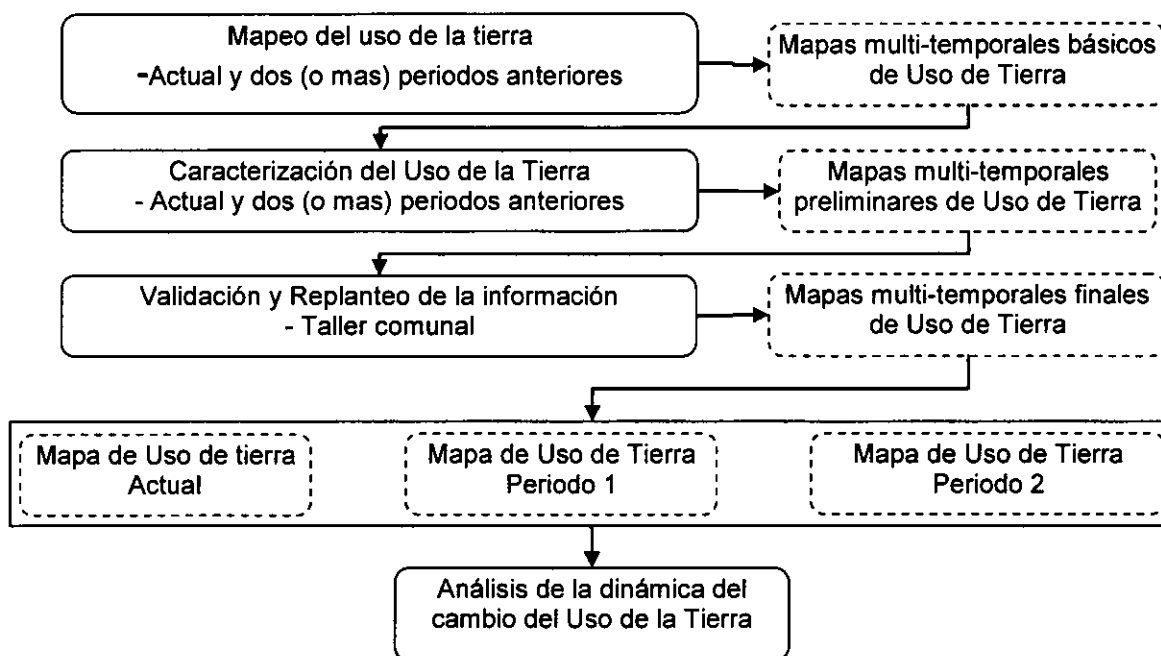 Mapeo del uso de la tierra
-Actual y dos (o mas) periodos anteriores
Mapas multi-temporales básicos
de Uso de Tierra
Caracterización del Uso de la Tierra
- Actual y dos (o mas) periodos anteriores
Mapas multi-temporales
preliminares de Uso de Tierra
Validación y Replanteo de la información
- Taller comunal
Mapas multi-temporales finales
de Uso de Tierra
Mapa de Uso de tierra
Actual
Mapa de Uso de Tierra
Periodo 1
Mapa de Uso de Tierra
Periodo 2
Análisis de la dinámica del
cambio del Uso de la Tierra